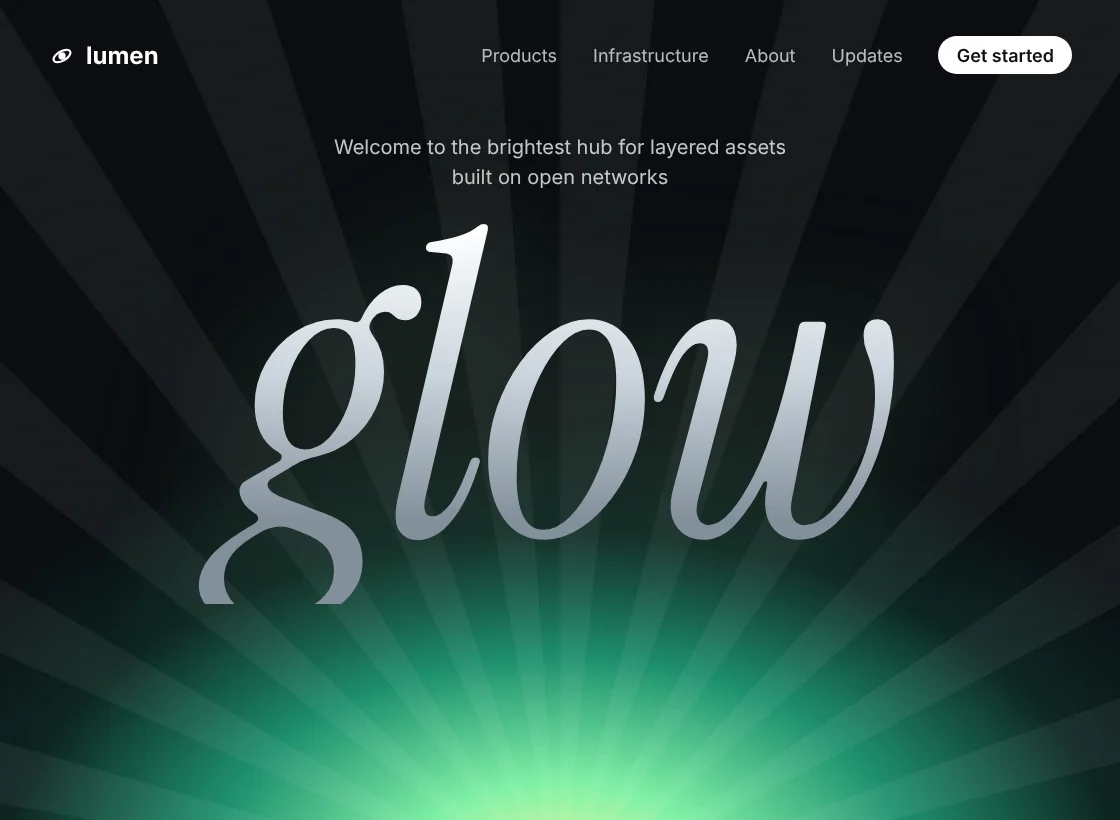 lumen
Products Infrastructure About Updates Get started
Welcome to the brightest hub for layered assets
built on open networks
glow